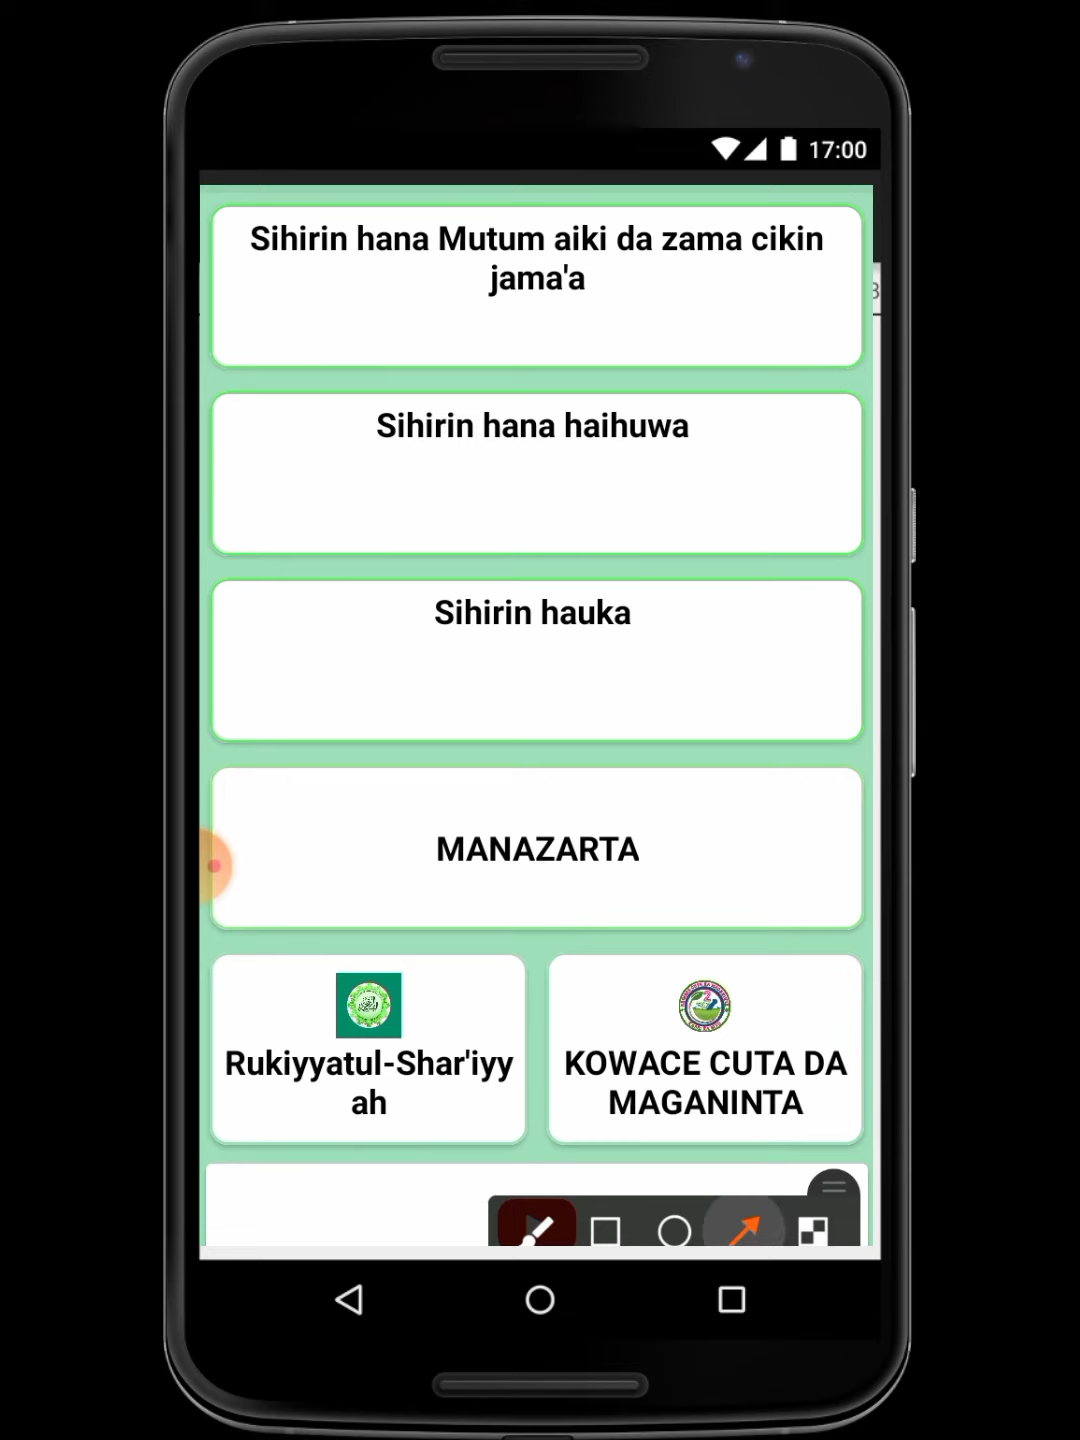 17:00
Sihirin hana Mutum aiki da zama cikin
jama'a
Sihirin hana haihuwa
Sihirin hauka
MANAZARTA
Rukiyyatul-Shar'iyy
ah
KOWACE CUTA DA
MAGANINTA